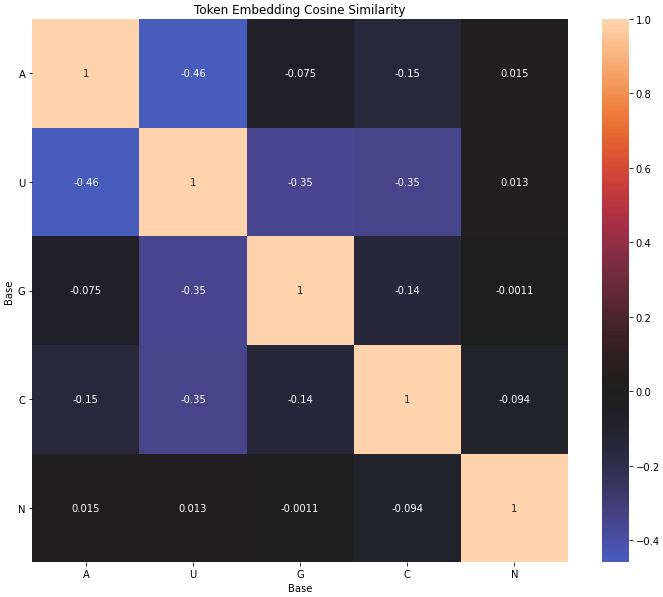 Token Embedding Cosine Similarity
A 1 -0.46 -0.075 -0.15 0.015
U -0.46 1 -0.35 -0.35 0.013
G -0.075 -0.35 1 -0.14 -0.0011
C -0.15 -0.35 -0.14 1 -0.094
N 0.015 0.013 -0.0011 -0.094 1
A U G C N
Base
Base
1.0
0.8
0.6
0.4
0.2
0.0
−0.2
−0.4